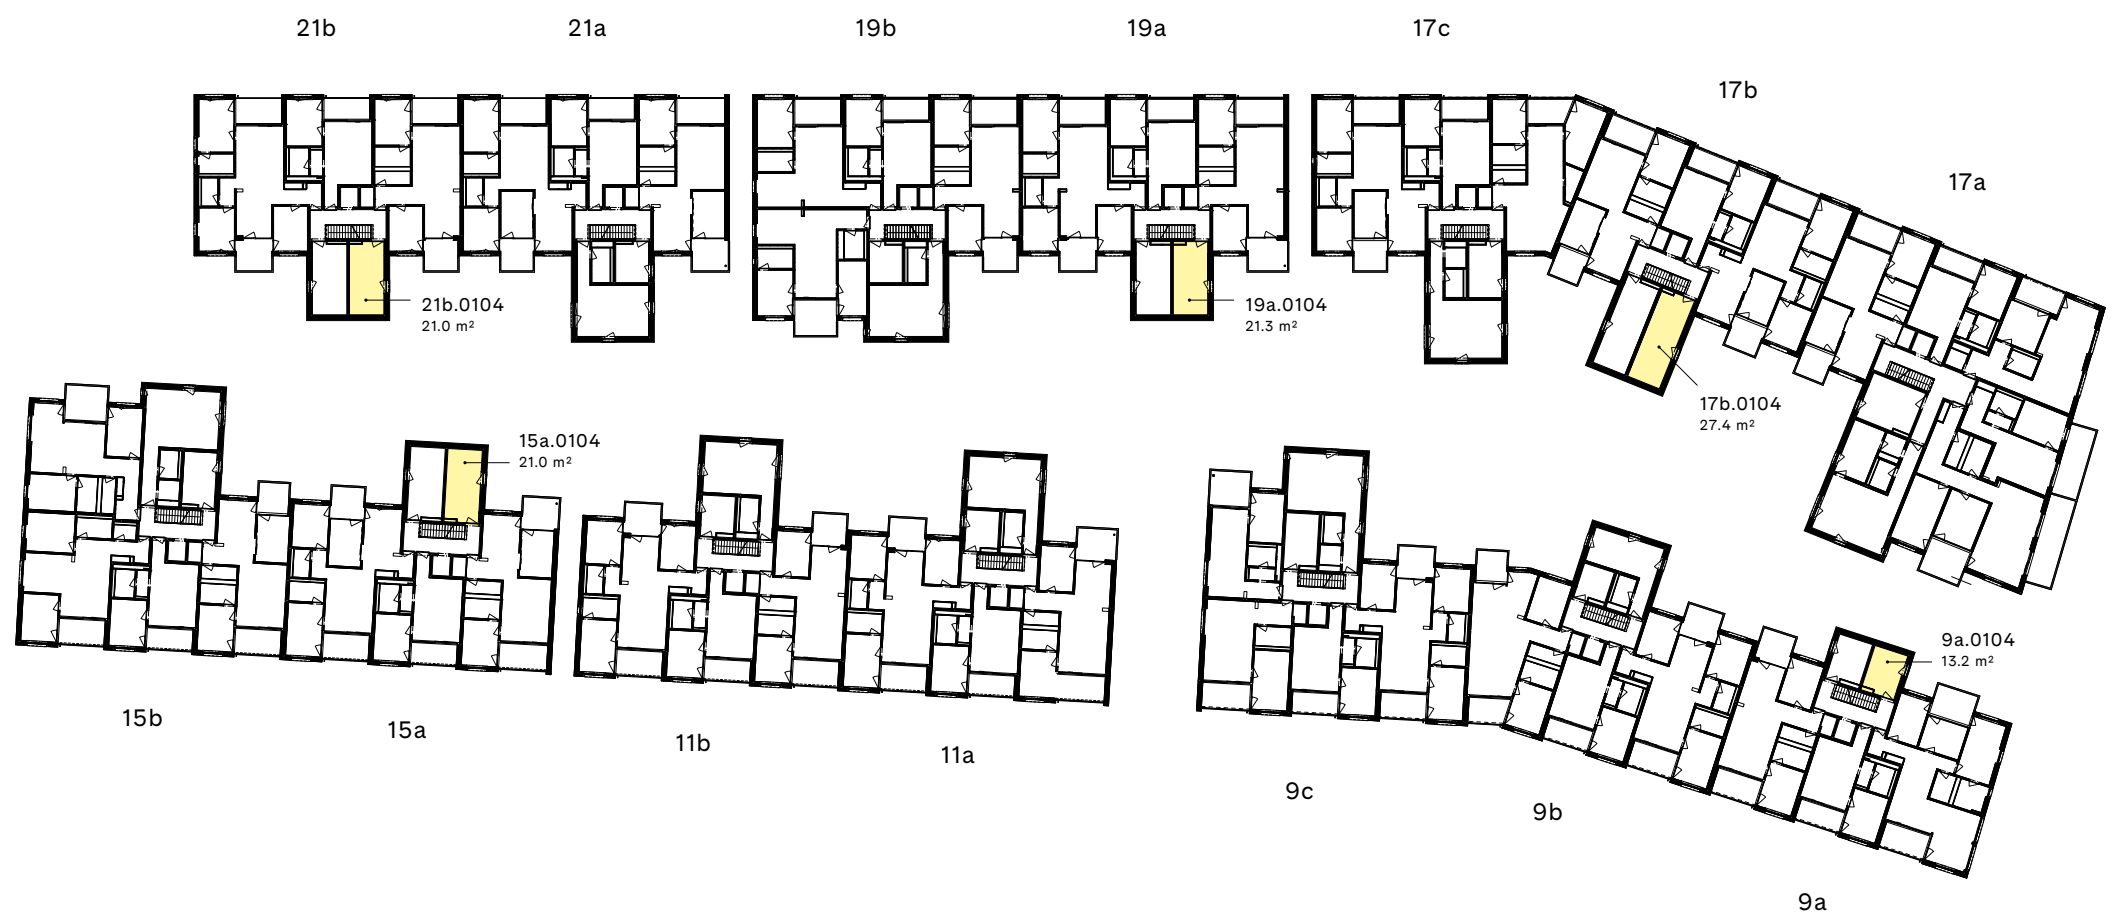 21b
21a
19b
19a
17c
17b
17a
21b.0104
21.0 m²
19a.0104
21.3 m²
17b.0104
27.4 m²
15a.0104
21.0 m²
9a.0104
13.2 m²
15b
15a
11b
11a
9c
9b
9a